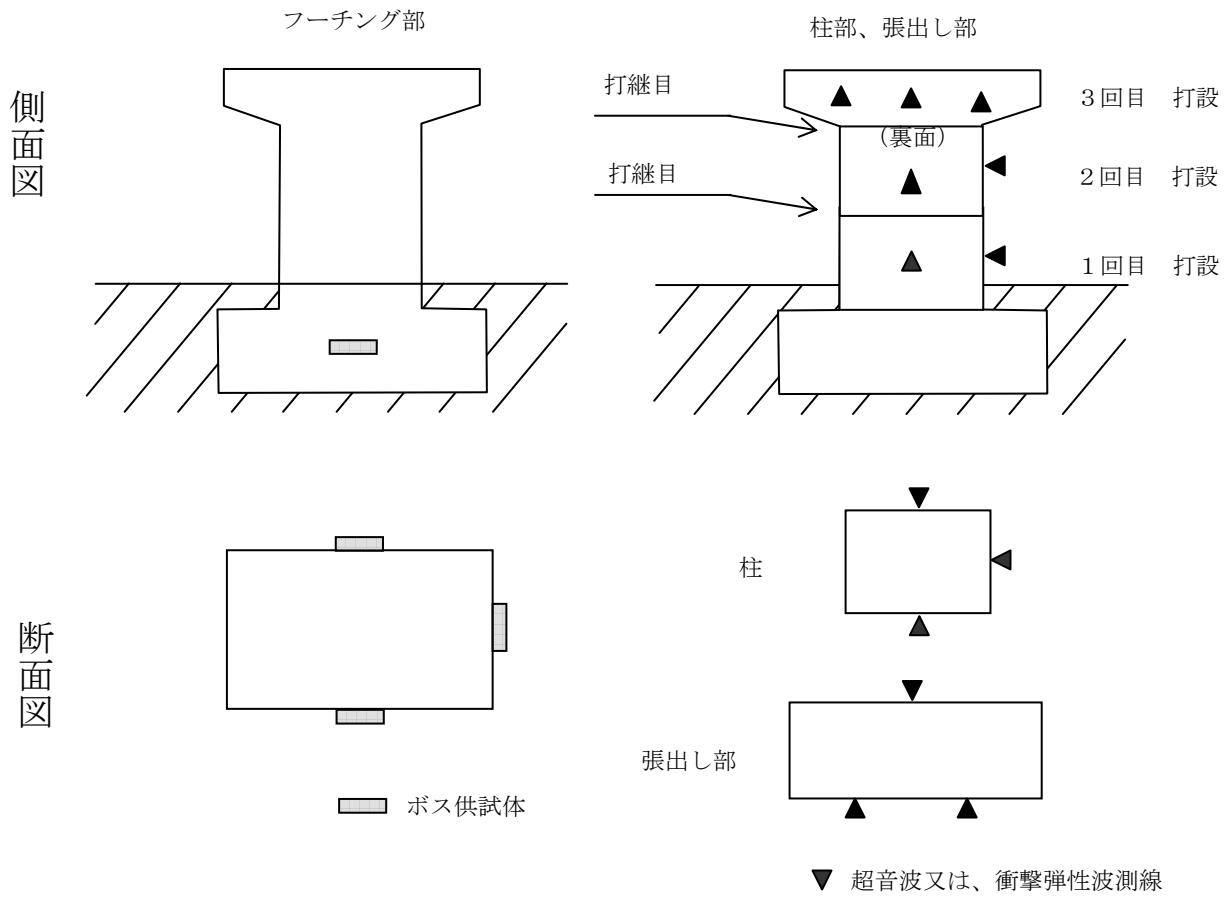 フーチング部
柱部、張出し部
側面図
打継目
３回目　打設
（裏面）
打継目
２回目　打設
１回目　打設
断面図
柱
張出し部
ボス供試体
超音波又は、衝撃弾性波測線